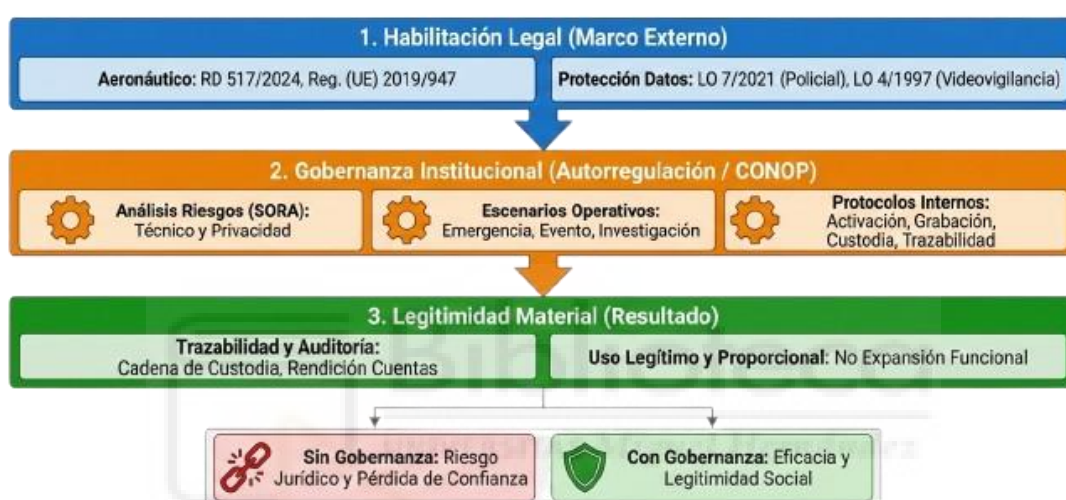 1. Habilitación Legal (Marco Externo)
Aeronáutico: RD 517/2024, Reg. (UE) 2019/947
Protección Datos: LO 7/2021 (Policial), LO 4/1997 (Videovigilancia)
2. Gobernanza Institucional (Autorregulación / CONOP)
Análisis Riesgos (SORA):
Técnico y Privacidad
Escenarios Operativos:
Emergencia, Evento, Investigación
Protocolos Internos:
Activación, Grabación,
Custodia, Trazabilidad
3. Legitimidad Material (Resultado)
Trazabilidad y Auditoría:
Cadena de Custodia, Rendición Cuentas
Uso Legítimo y Proporcional: No Expansión Funcional
Biblioteca
Sin Gobernanza: Riesgo
Jurídico y Pérdida de Confianza
Con Gobernanza: Eficacia y
Legitimidad Social